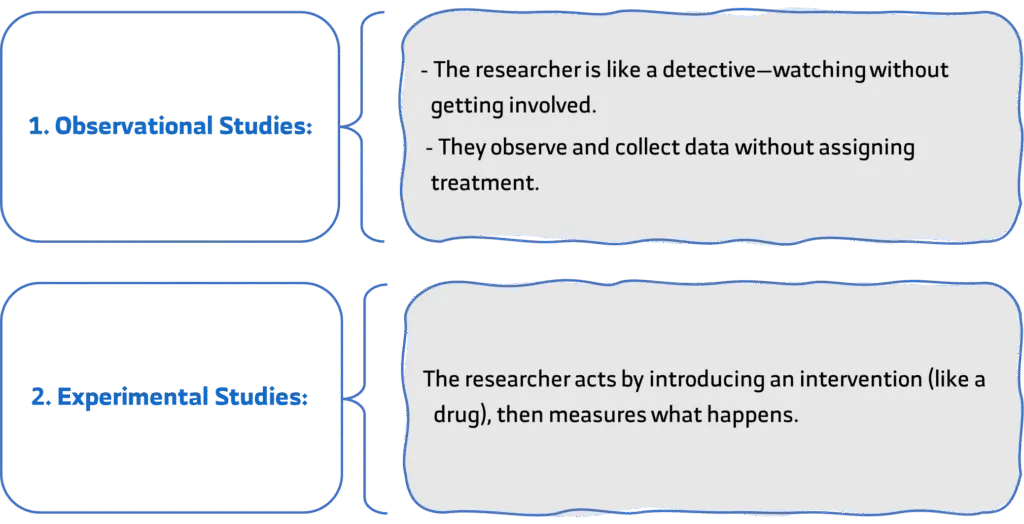 1. Observational Studies:
- The researcher is like a detective—watching without
getting involved.
- They observe and collect data without assigning
treatment.
2. Experimental Studies:
The researcher acts by introducing an intervention (like a
drug), then measures what happens.